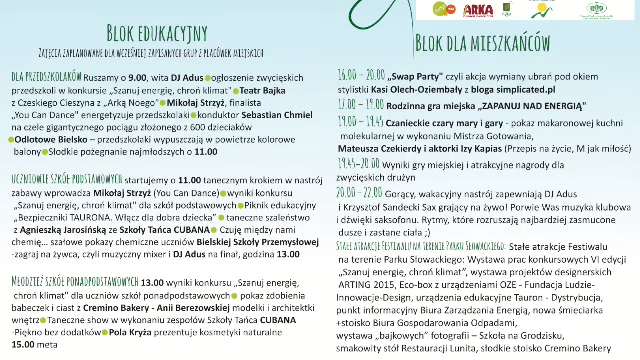 Blok edukacyjny
Zajęcia zaplanowane dla wcześniej zapisanych grup z placówek miejskich
dla przedszkolaków Ruszamy o 9.00, wita DJ Adus ogłoszenie zwycięskich
przedszkoli w konkursie „Szanuj energię, chroń klimat" Teatr Bajka
z Czeskiego Cieszyna z „Arką Noego" Mikołaj Stryż, finalista
„You Can Dance" energetyzuje przedszkolaki konduktor Sebastian Chmiel
na czele gigantycznego pociągu złożonego z 600 dzieciaków
Odlotowe Bielsko – przedszkolaki wypuszczają w powietrze kolorowe
balony Słodkie pożegnanie najmłodszych o 11.00
Uczniowie szkół podstawowych startujemy o 11.00 tanecznym krokiem w nastrój
zabawy wprowadza Mikołaj Stryż (You Can Dance) wyniki konkursu
„Szanuj energię, chroń klimat" dla szkół podstawowych Piknik edukacyjny
„Bezpieczniki TAURONA. Włącz dla dobra dziecka" taneczne szaleństwo
z Agnieszką Jarosińską ze Szkoły Tańca CUBANA Czuję między nami
chemię... szałowe pokazy chemiczne uczniów Bielskiej Szkoły Przemysłowej
-zagraj na żywca, czyli muzyczny mixer i DJ Adus na finał, godzina 13.00
Młodzież szkół ponadpodstawowych 13.00 wyniki konkursu „Szanuj energię,
chroń klimat" dla uczniów szkół ponadpodstawowych pokaz zdobienia
babeczek i ciast z Cremino Bakery - Anii Berezowskiej modelki i architektki
wnętrz Taneczne show w wykonaniu zespołów Szkoły Tańca CUBANA
-Piękno bez dodatków Pola Kryża prezentuje kosmetyki naturalne
15.00 meta
ARKA
Blok dla mieszkańców
16.00 – 20.00 „Swap Party" czyli akcja wymiany ubrań pod okiem
stylistki Kasi Olech-Oziembały z bloga simplicated.pl
17.00 – 19.00 Rodzinna gra miejska „ZAPANUJ NAD ENERGIĄ"
19.00 – 19.45 Czanieckie czary mary i gary - pokaz makaronowej kuchni
molekularnej w wykonaniu Mistrza Gotowania,
Mateusza Czekierdy i aktorki Izy Kapias (Przepis na życie, M jak miłość)
19.45–20.00 Wyniki gry miejskiej i atrakcyjne nagrody dla
zwycięskich drużyn
20.00 – 22.00 Gorący, wakacyjny nastrój zapewniają DJ Adus
i Krzysztof Sandecki Sax grający na żywo! Porwie Was muzyka klubowa
i dźwięki saksofonu. Rytmy, które rozruszają najbardziej zasmucone
dusze i zastane ciała ;)
Stałe atrakcje Festiwalu na terenie Parku Słowackiego: Stałe atrakcje Festiwalu
na terenie Parku Słowackiego: Wystawa prac konkursowych VI edycji
„Szanuj energię, chroń klimat", wystawa projektów designerskich
ARTING 2015, Eco-box z urządzeniami OZE - Fundacja Ludzie-
Innowacje-Design, urządzenia edukacyjne Tauron - Dystrybucja,
punkt informacyjny Biura Zarządzania Energią, nowa śmieciarka
+stoisko Biura Gospodarowania Odpadami,
wystawa „bajkowych" fotografii – Szkoła na Grodzisku,
smakowity stół Restauracji Lunita, słodkie stoisko Cremino Bakery